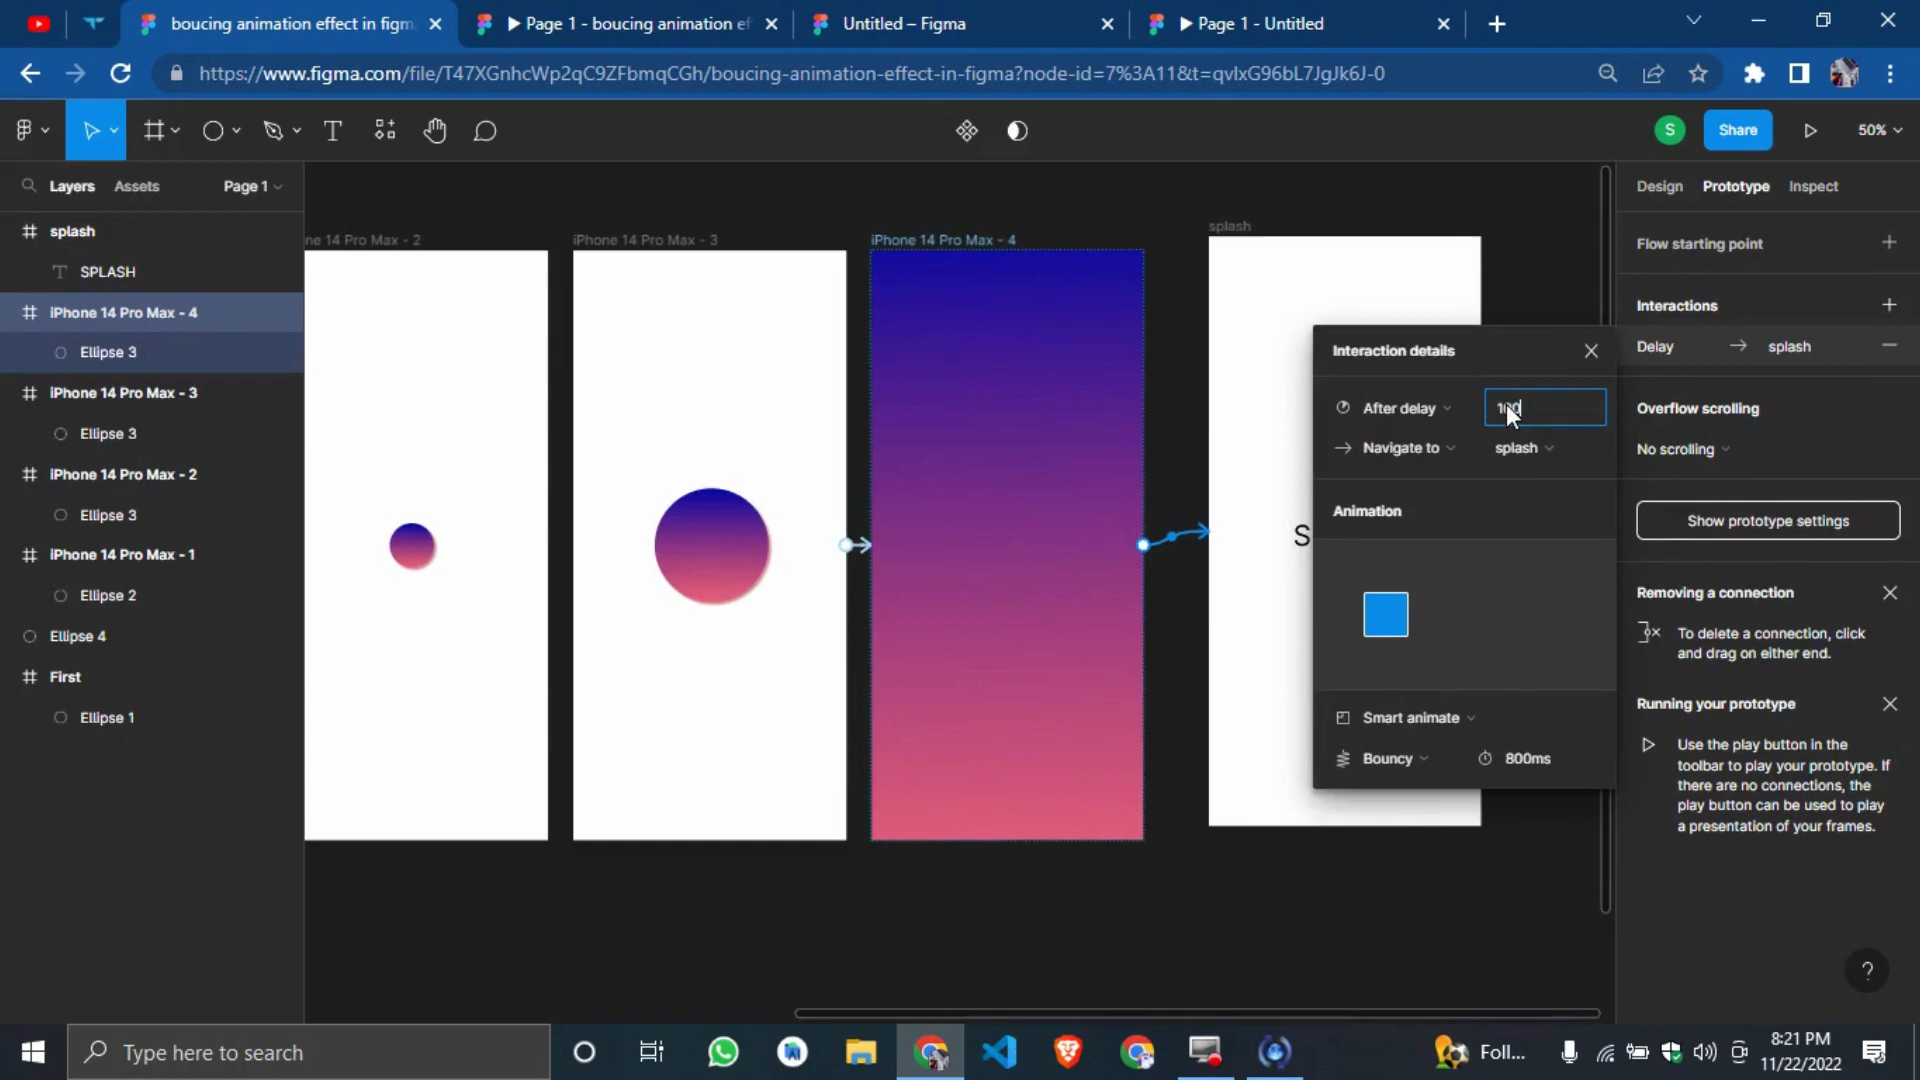 boucing animation effect in figm
Page 1 - boucing animation ef
Untitled – Figma
Page 1 - Untitled
https://www.figma.com/file/T47XGnhcWp2qC9ZFbmqCGh/boucing-animation-effect-in-figma?node-id=7%3A11&t=qvlxG96bL7JgJk6J-0
S
Share
50%
Layers
Assets
Page 1
Design
Prototype
Inspect
splash
SPLASH
iPhone 14 Pro Max - 4
Ellipse 3
iPhone 14 Pro Max - 3
Ellipse 3
iPhone 14 Pro Max - 2
Ellipse 3
iPhone 14 Pro Max - 1
Ellipse 2
Ellipse 4
First
Ellipse 1
ne 14 Pro Max - 2
iPhone 14 Pro Max - 3
iPhone 14 Pro Max - 4
splash
S
Interaction details
After delay
Navigate to
splash
Animation
Smart animate
Bouncy
800ms
Flow starting point
Interactions
Delay
splash
Overflow scrolling
No scrolling
Show prototype settings
Removing a connection
To delete a connection, click
and drag on either end.
Running your prototype
Use the play button in the
toolbar to play your prototype. If
there are no connections, the
play button can be used to play
a presentation of your frames.
?
Type here to search
Foll...
8:21 PM
11/22/2022